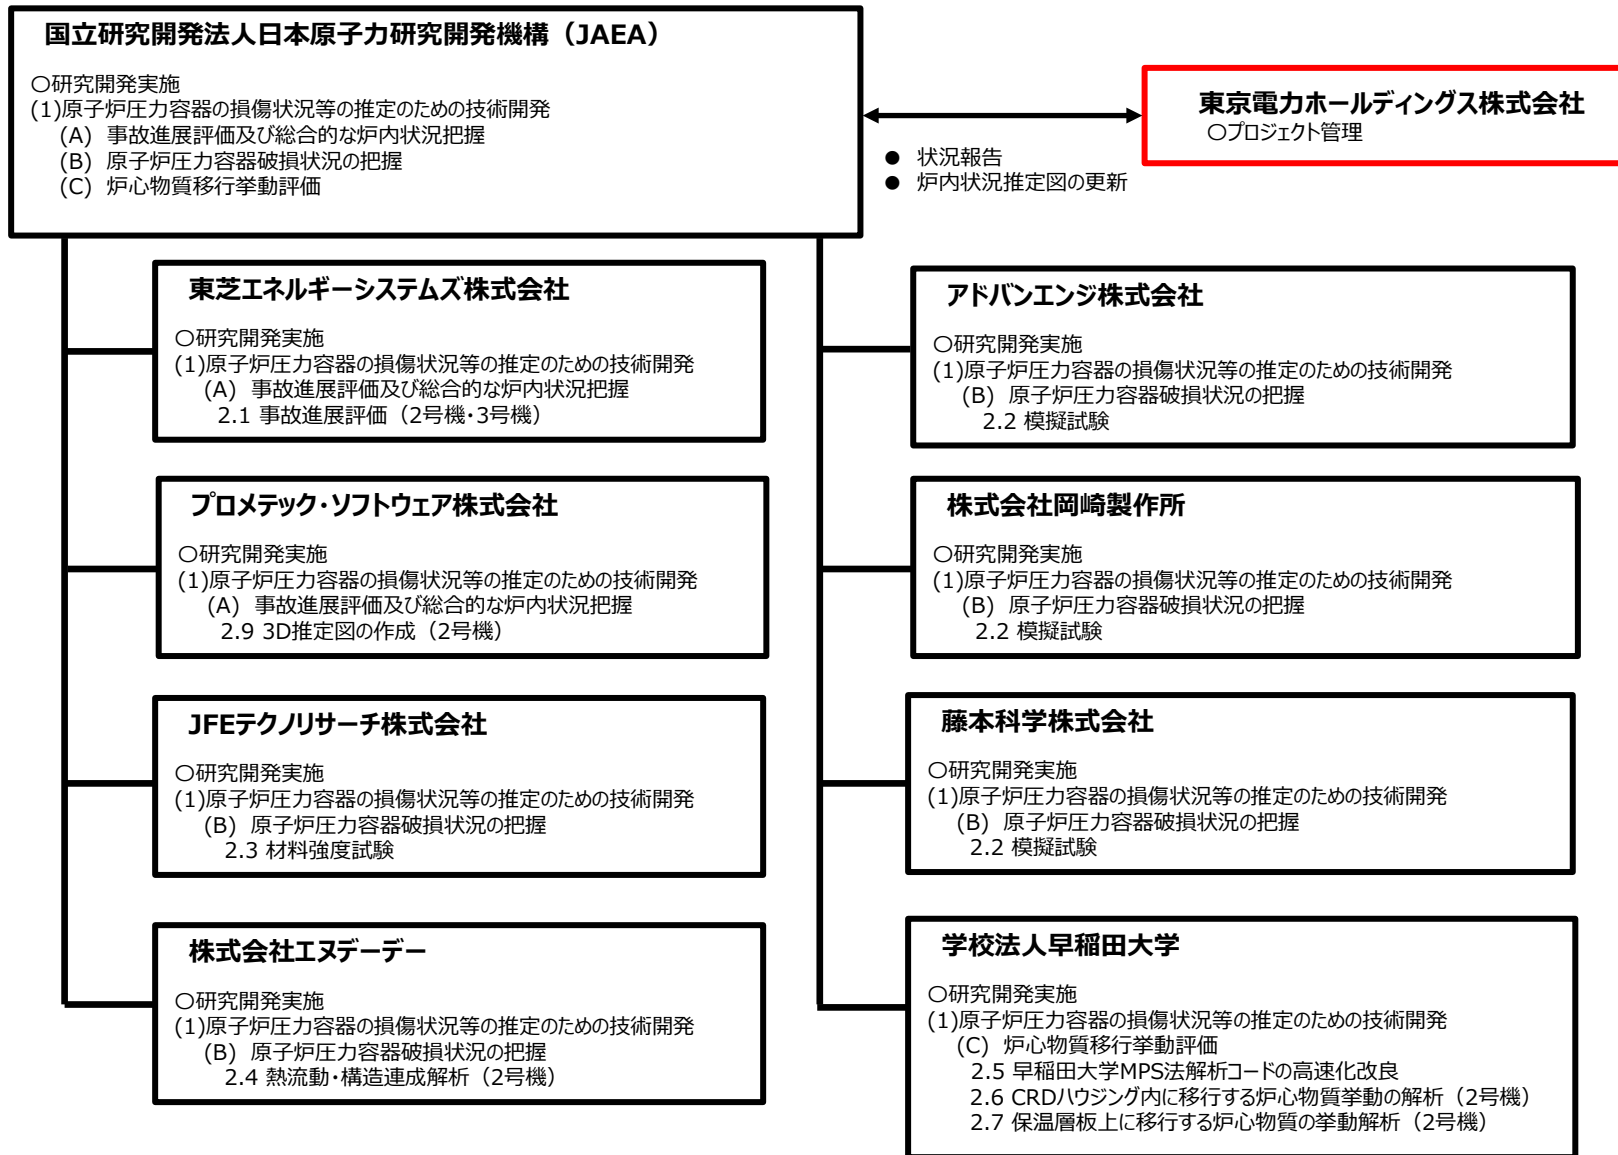 国立研究開発法人日本原子力研究開発機構（JAEA）
○研究開発実施
(1)原子炉圧力容器の損傷状況等の推定のための技術開発
(A) 事故進展評価及び総合的な炉内状況把握
(B) 原子炉圧力容器破損状況の把握
(C) 炉心物質移行挙動評価
東京電力ホールディングス株式会社
○プロジェクト管理
● 状況報告
● 炉内状況推定図の更新
東芝エネルギーシステムズ株式会社
○研究開発実施
(1)原子炉圧力容器の損傷状況等の推定のための技術開発
(A) 事故進展評価及び総合的な炉内状況把握
2.1 事故進展評価（2号機・3号機）
プロメテック・ソフトウェア株式会社
○研究開発実施
(1)原子炉圧力容器の損傷状況等の推定のための技術開発
(A) 事故進展評価及び総合的な炉内状況把握
2.9 3D推定図の作成（2号機）
JFEテクノリサーチ株式会社
○研究開発実施
(1)原子炉圧力容器の損傷状況等の推定のための技術開発
(B) 原子炉圧力容器破損状況の把握
2.3 材料強度試験
株式会社エヌデーデー
○研究開発実施
(1)原子炉圧力容器の損傷状況等の推定のための技術開発
(B) 原子炉圧力容器破損状況の把握
2.4 熱流動・構造連成解析（2号機）
アドバンエンジ株式会社
○研究開発実施
(1)原子炉圧力容器の損傷状況等の推定のための技術開発
(B) 原子炉圧力容器破損状況の把握
2.2 模擬試験
株式会社岡崎製作所
○研究開発実施
(1)原子炉圧力容器の損傷状況等の推定のための技術開発
(B) 原子炉圧力容器破損状況の把握
2.2 模擬試験
藤本科学株式会社
○研究開発実施
(1)原子炉圧力容器の損傷状況等の推定のための技術開発
(B) 原子炉圧力容器破損状況の把握
2.2 模擬試験
学校法人早稲田大学
○研究開発実施
(1)原子炉圧力容器の損傷状況等の推定のための技術開発
(C) 炉心物質移行挙動評価
2.5 早稲田大学MPS法解析コードの高速化改良
2.6 CRDハウジング内に移行する炉心物質挙動の解析（2号機）
2.7 保温層板上に移行する炉心物質の挙動解析（2号機）